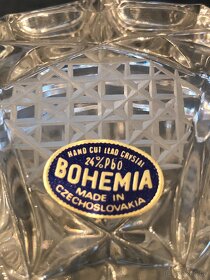 HAND CUT LEAD CRYSTAL
24% PbO
BOHEMIA
MADE IN
CZECHOSLOVAKIA